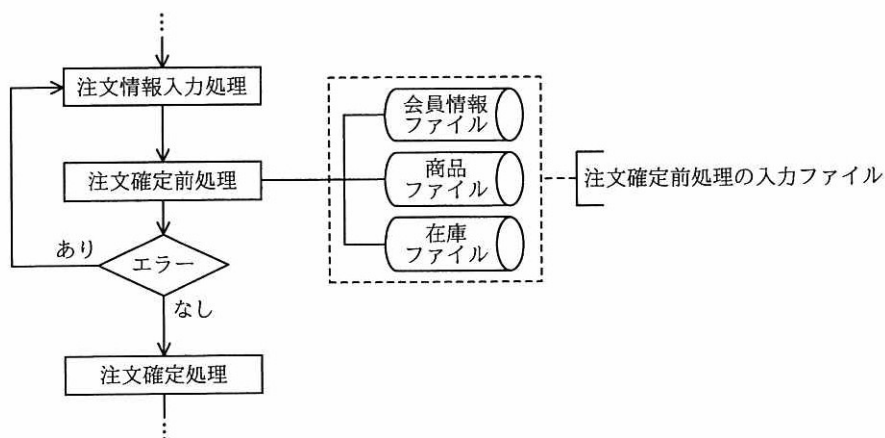 注文情報入力処理
会員情報
ファイル
注文確定前処理
商品
ファイル
注文確定前処理の入力ファイル
在庫
ファイル
あり
エラー
なし
注文確定処理